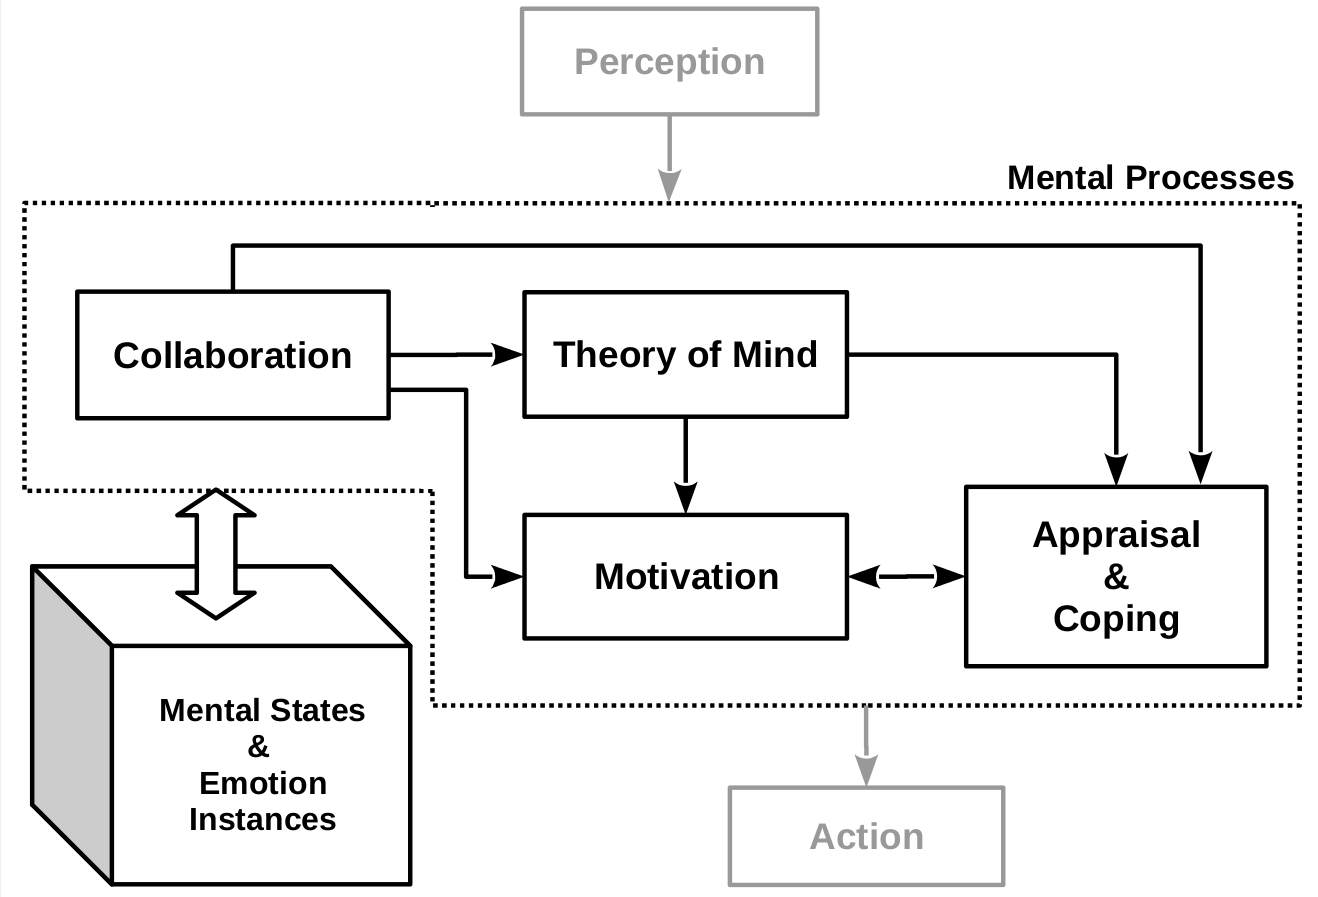 Perception
Mental Processes
Collaboration
Theory of Mind
Motivation
Appraisal
&
Coping
Mental States
&
Emotion
Instances
Action